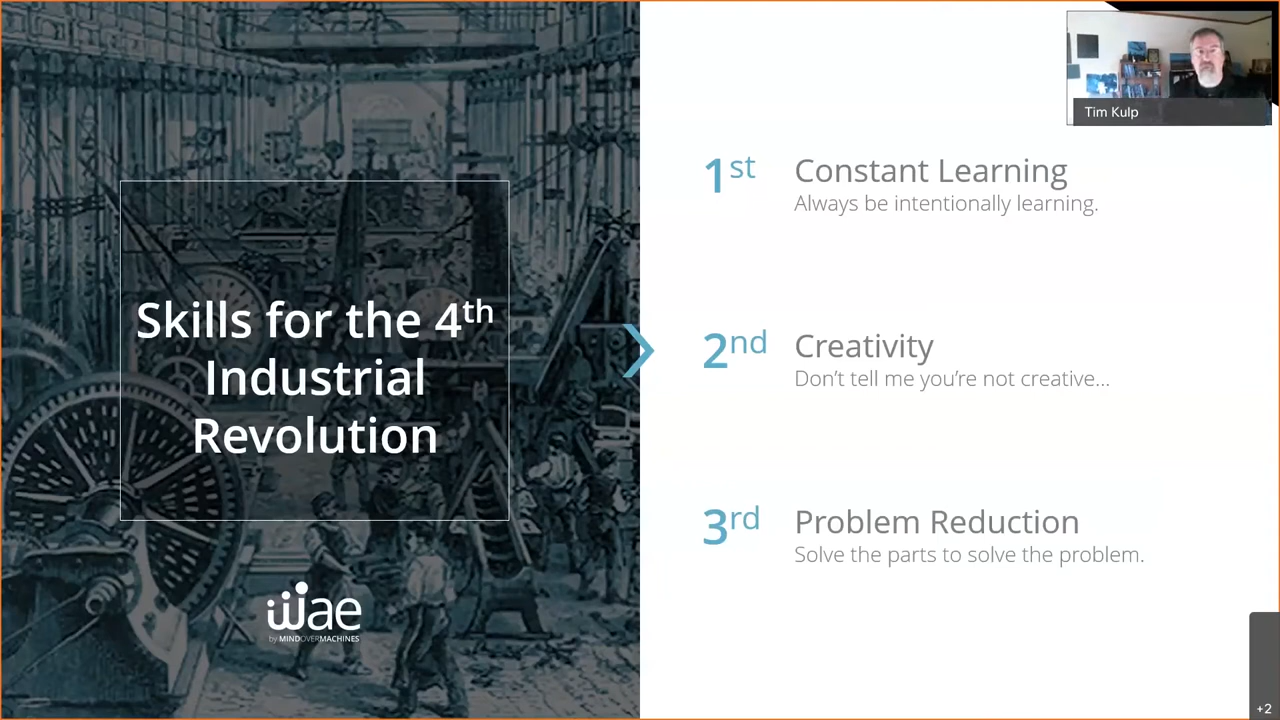 Skills for the 4th
Industrial
Revolution
wae
by MINDOVERMACHINES
1st
Constant Learning
Always be intentionally learning.
2nd
Creativity
Don’t tell me you’re not creative...
3rd
Problem Reduction
Solve the parts to solve the problem.
Tim Kulp
+2